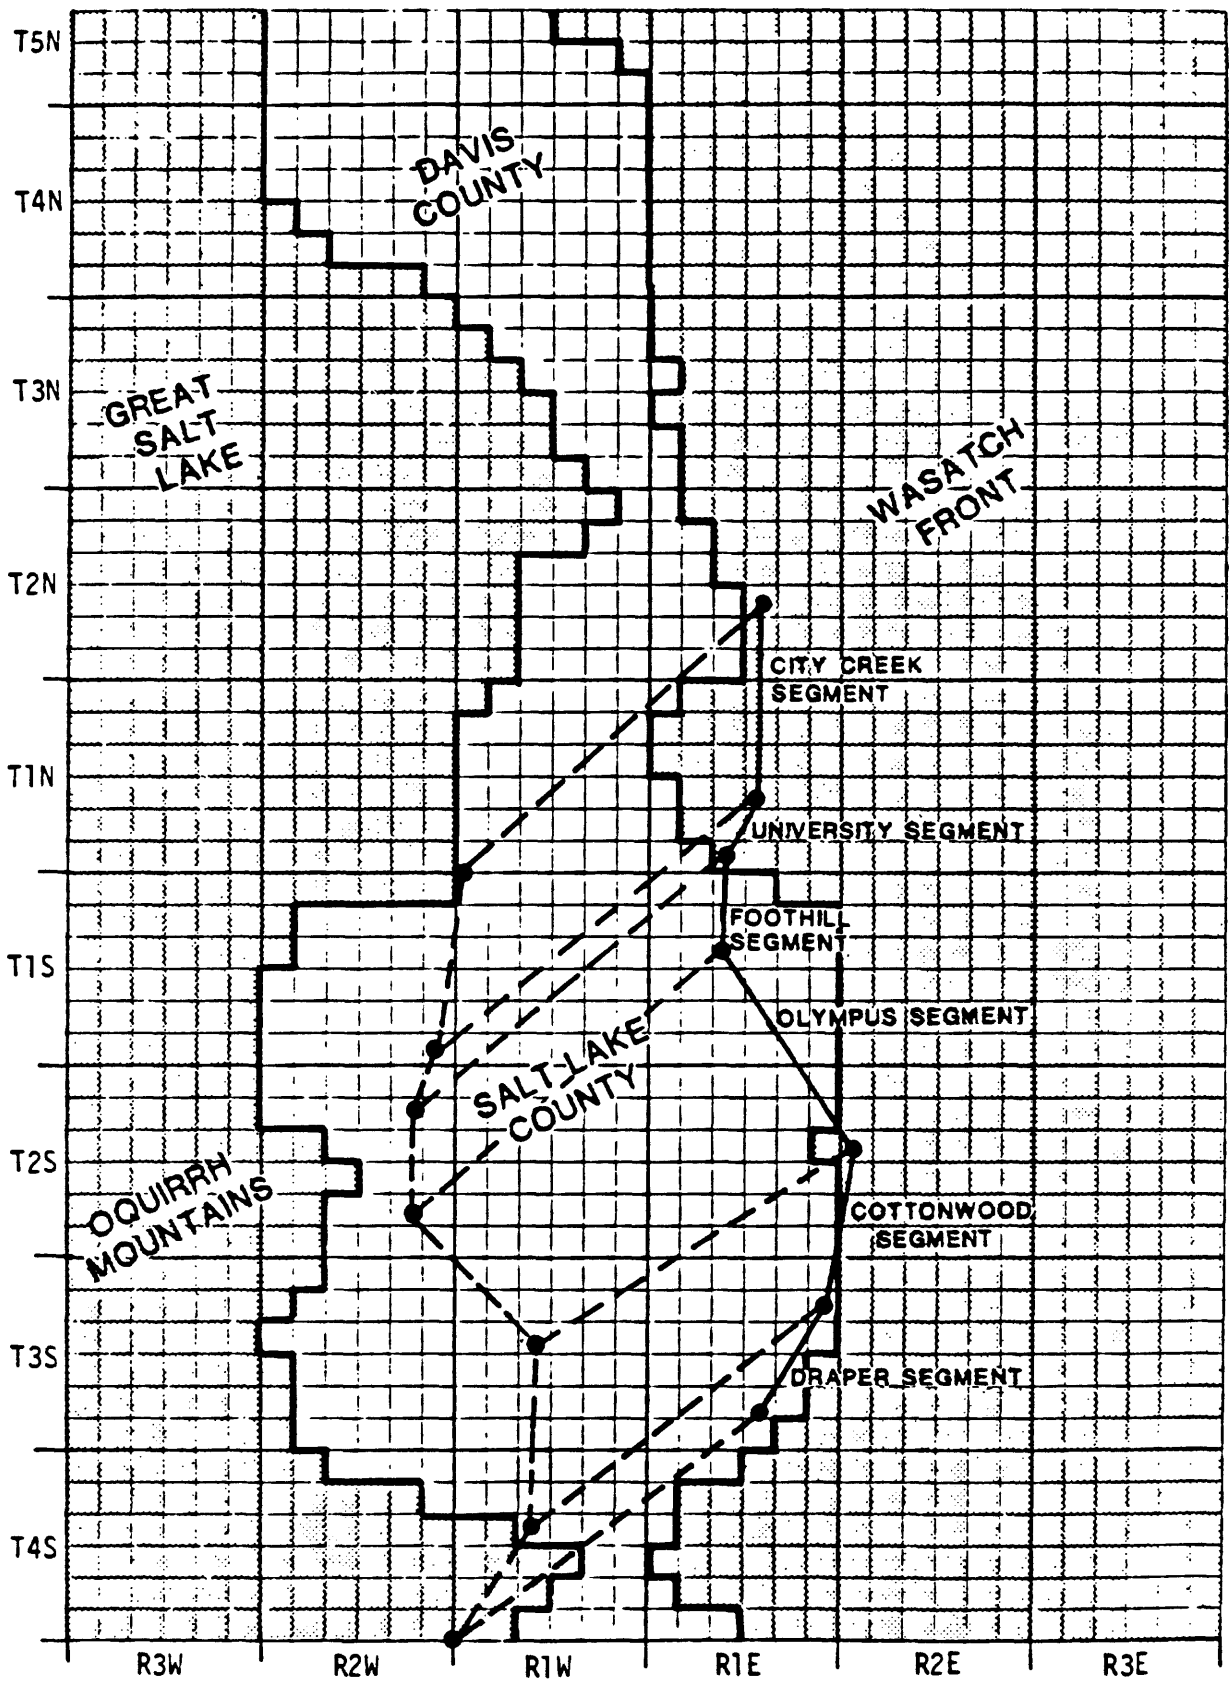 T5N
DAVIS
COUNTY
T4N
T3N
GREAT
SALT
LAKE
WASATCH
FRONT
T2N
CITY CREEK
SEGMENT
T1N
UNIVERSITY SEGMENT
FOOTHILL
SEGMENT
T1S
OLYMPUS SEGMENT
SALT LAKE
COUNTY
T2S
OQUIRRH
MOUNTAINS
COTTONWOOD
SEGMENT
T3S
DRAPER SEGMENT
T4S
R3W R2W R1W R1E R2E R3E